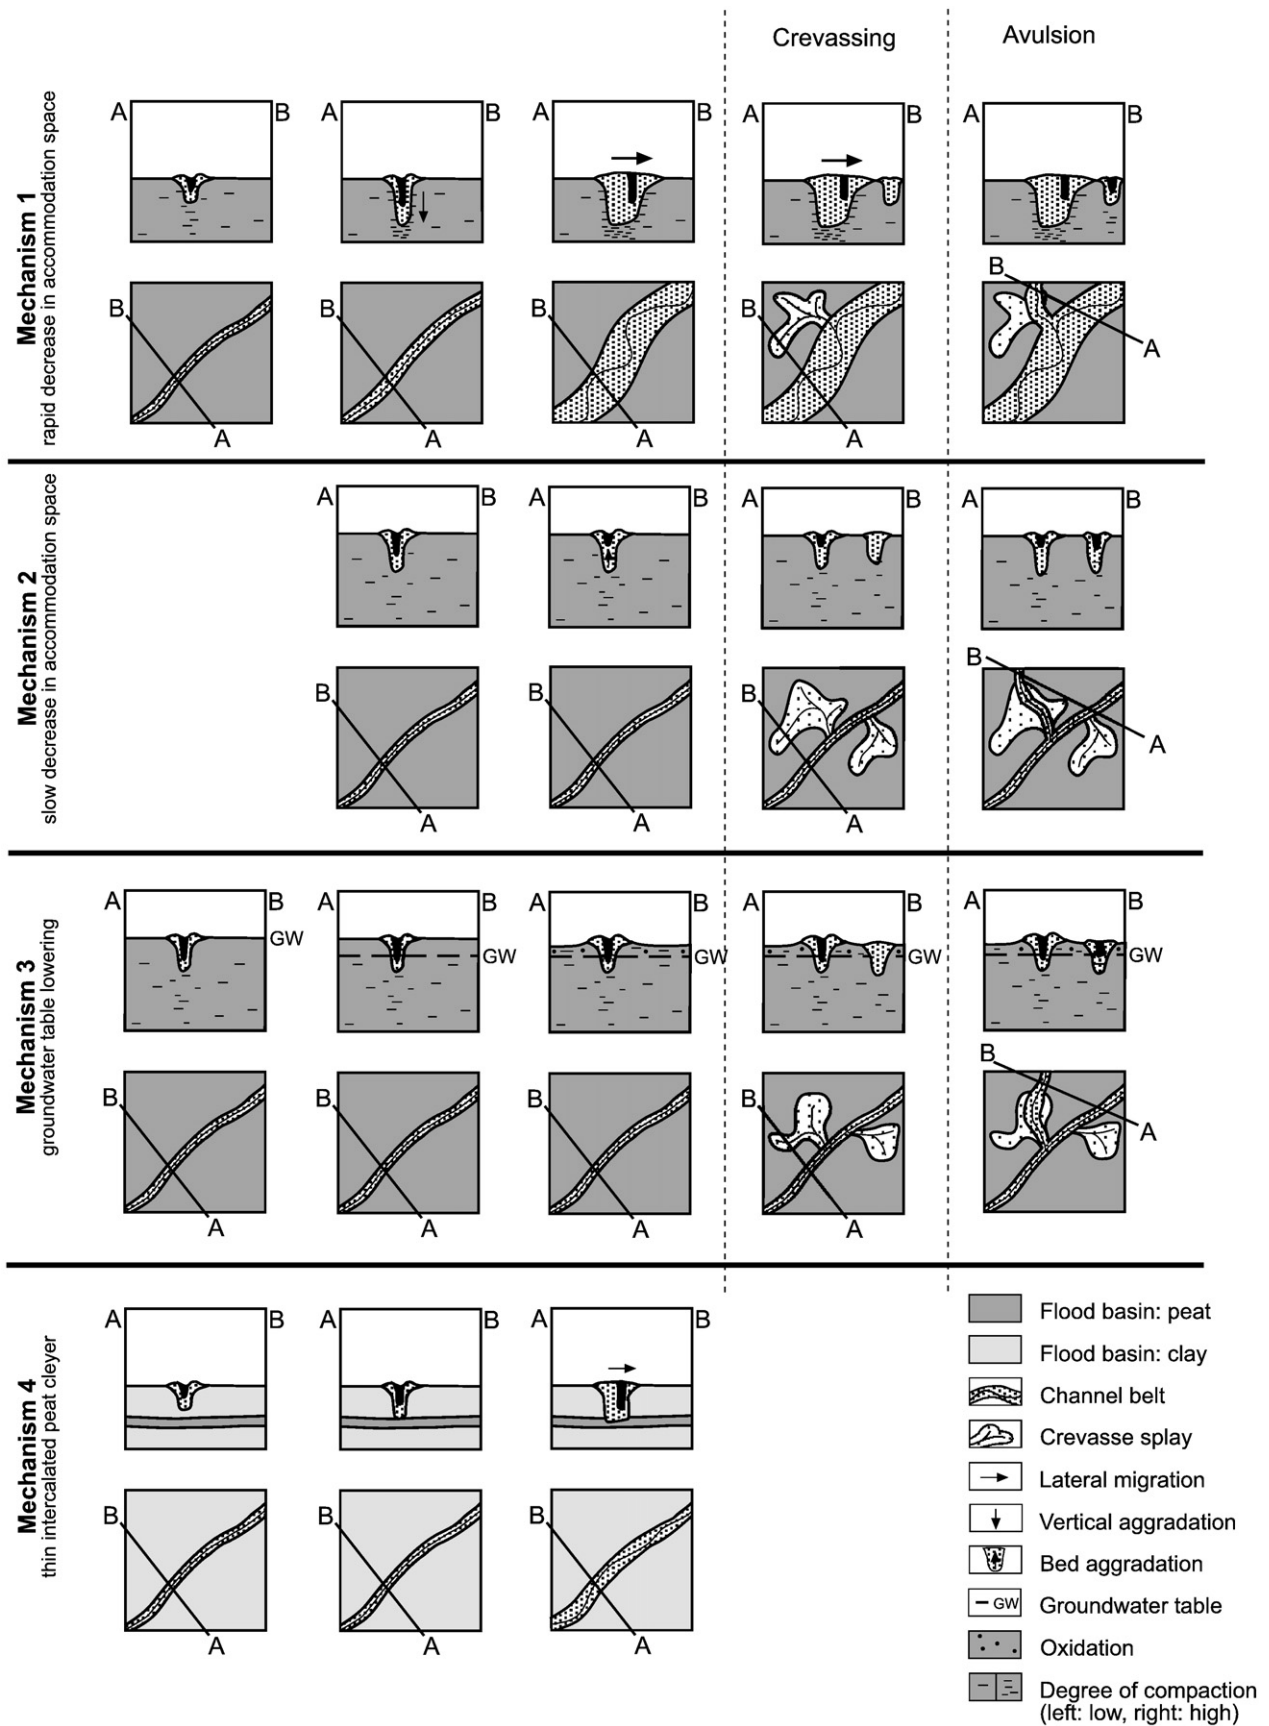 Crevassing
Avulsion
Mechanism 1
rapid decrease in accommodation space
A B A B A B A B A B
B A B A B A B A B A
Mechanism 2
slow decrease in accommodation space
A B A B A B A B
B A B A B A B A
Mechanism 3
groundwater table lowering
A B A B A B A B A B
GW GW GW GW GW
B A B A B A B A B A
Mechanism 4
thin intercalated peat cleyer
A B A B A B
B A B A B A
Flood basin: peat
Flood basin: clay
Channel belt
Crevasse splay
Lateral migration
Vertical aggradation
Bed aggradation
GW Groundwater table
Oxidation
Degree of compaction
(left: low, right: high)